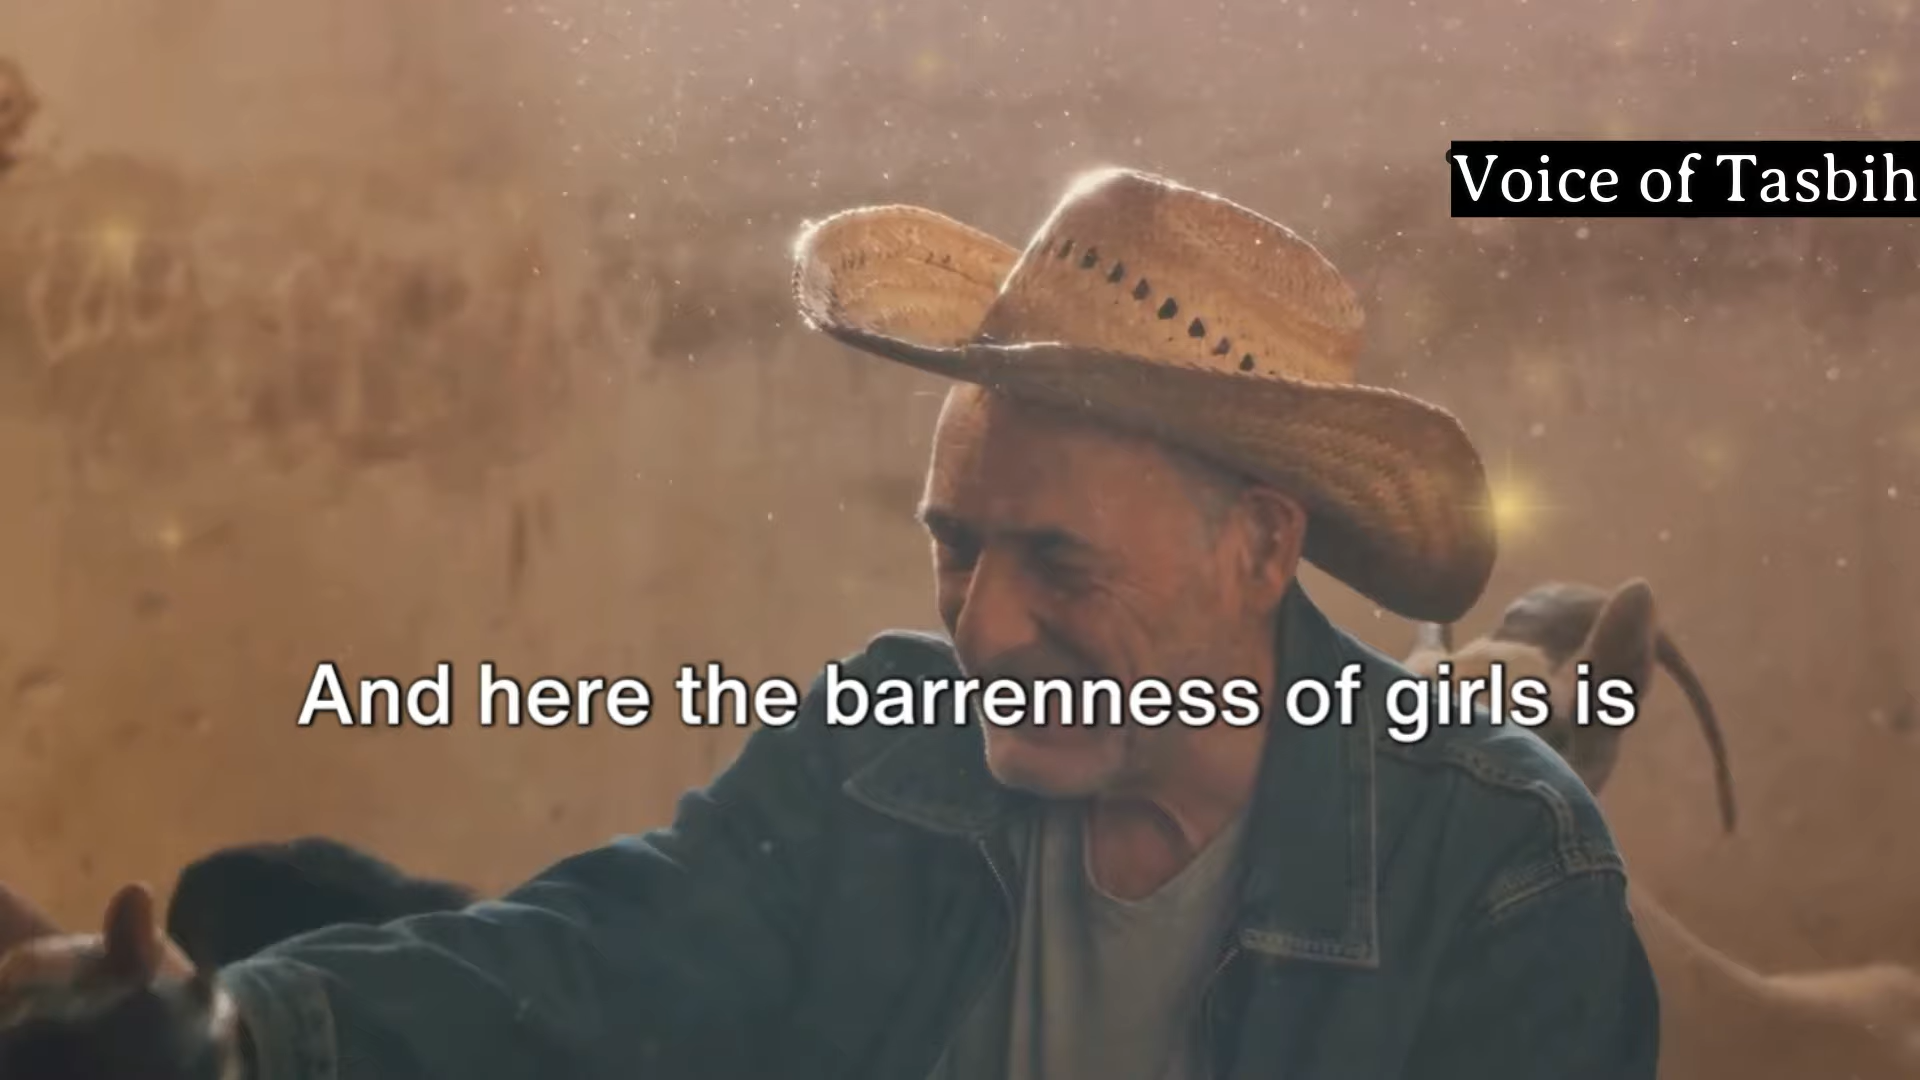 Voice of Tasbih
And here the barrenness of girls is